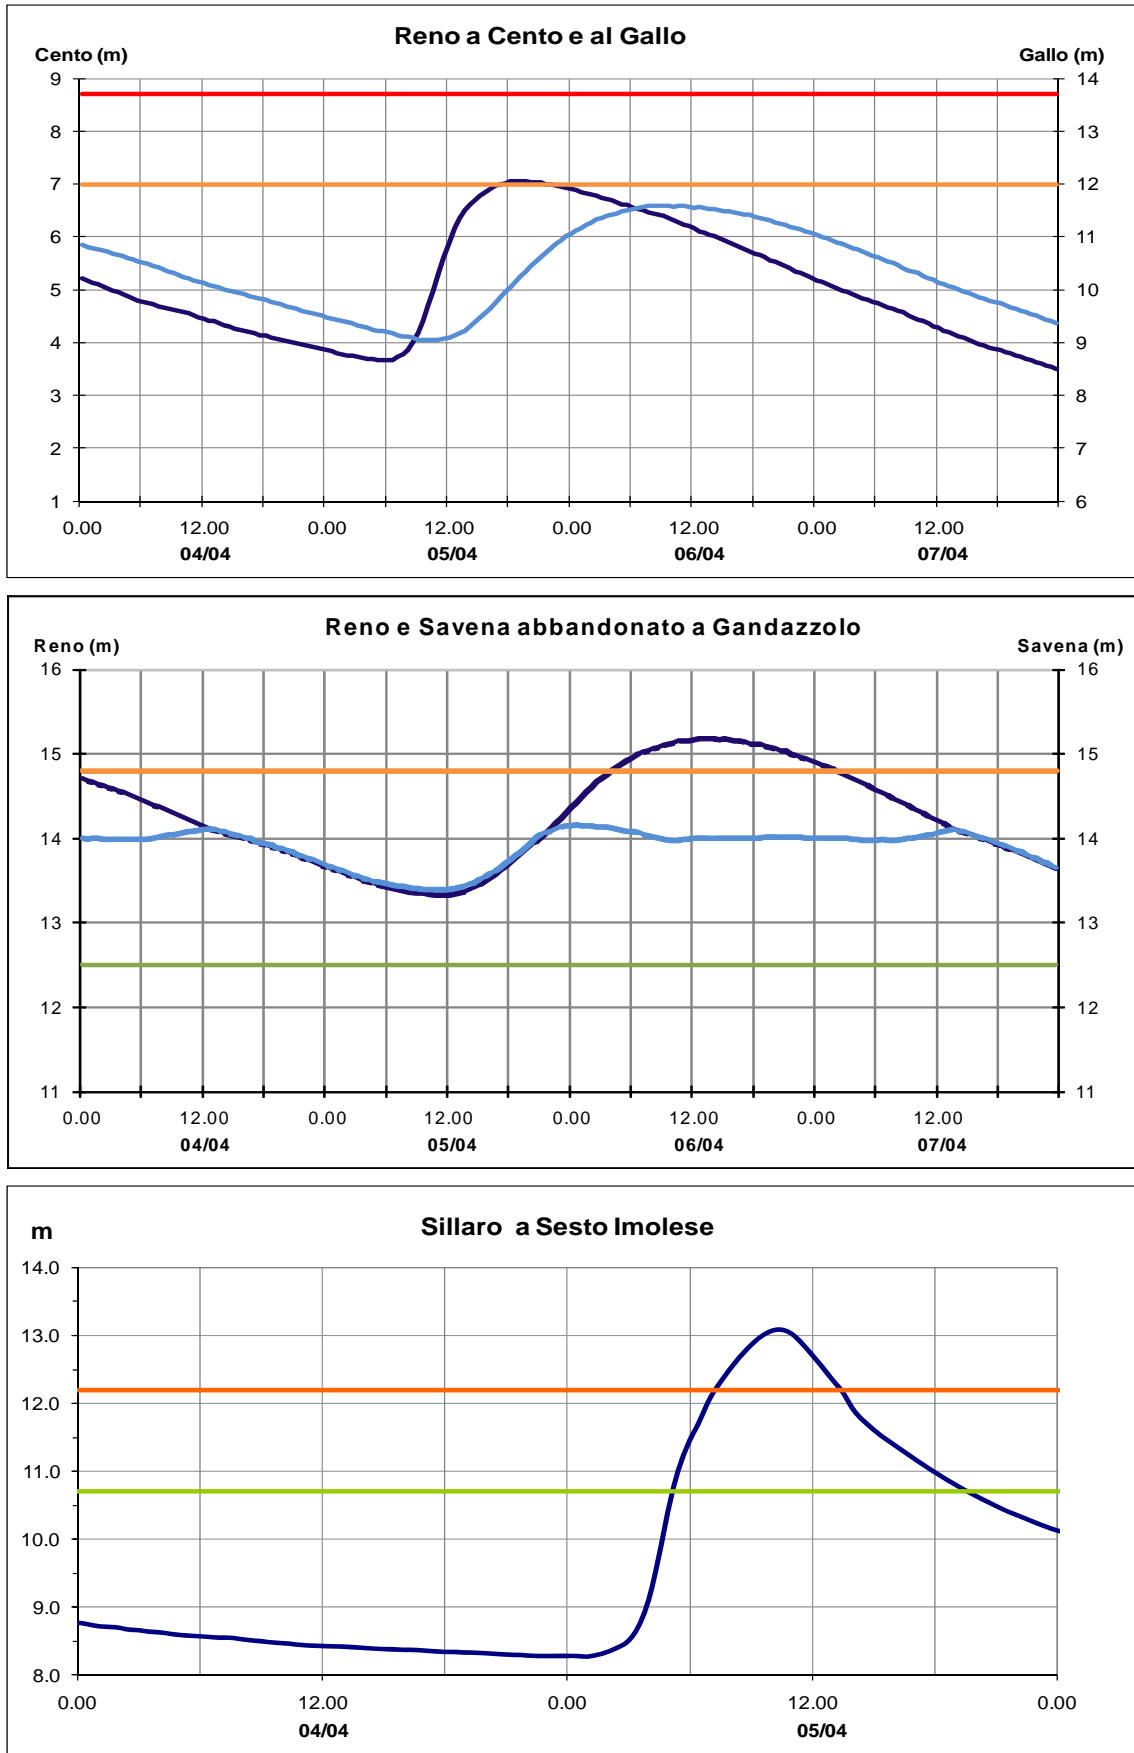 Reno a Cento e al Gallo
Cento (m) Gallo (m)
9 14
8 13
7 12
6 11
5 10
4 9
3 8
2 7
1 6
0.00 12.00 0.00 12.00 0.00 12.00 0.00 12.00
04/04 05/04 06/04 07/04
Reno e Savena abbandonato a Gandazzolo
Reno (m) Savena (m)
16 16
15 15
14 14
13 13
12 12
11 11
0.00 12.00 0.00 12.00 0.00 12.00 0.00 12.00
04/04 05/04 06/04 07/04
Sillaro a Sesto Imolese
m
14.0
13.0
12.0
11.0
10.0
9.0
8.0
0.00 12.00 0.00 12.00 0.00
04/04 05/04